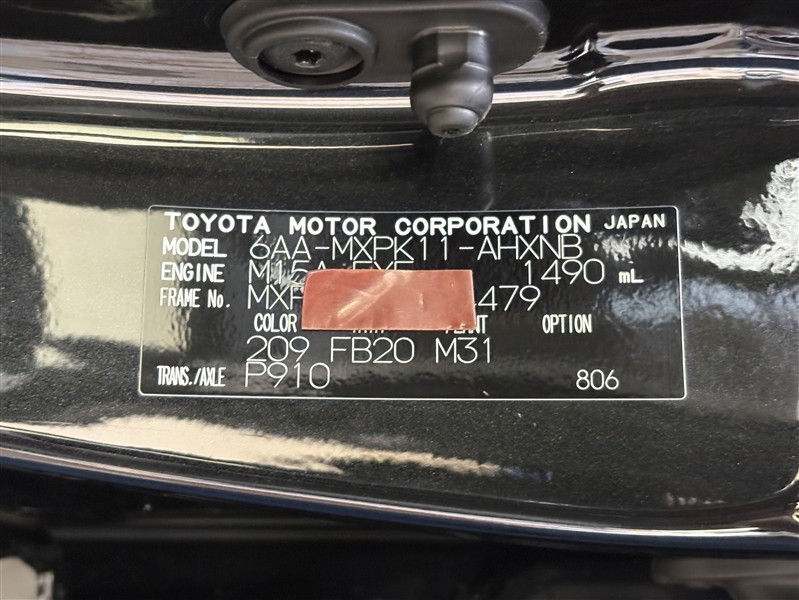 TOYOTA MOTOR CORPORATION JAPAN
MODEL 6AA-MXPK11-AHXNB
ENGINE 1490 mL
FRAME No. 479
COLOR OPTION
209 FB20 M31
TRANS./AXLE P910 806